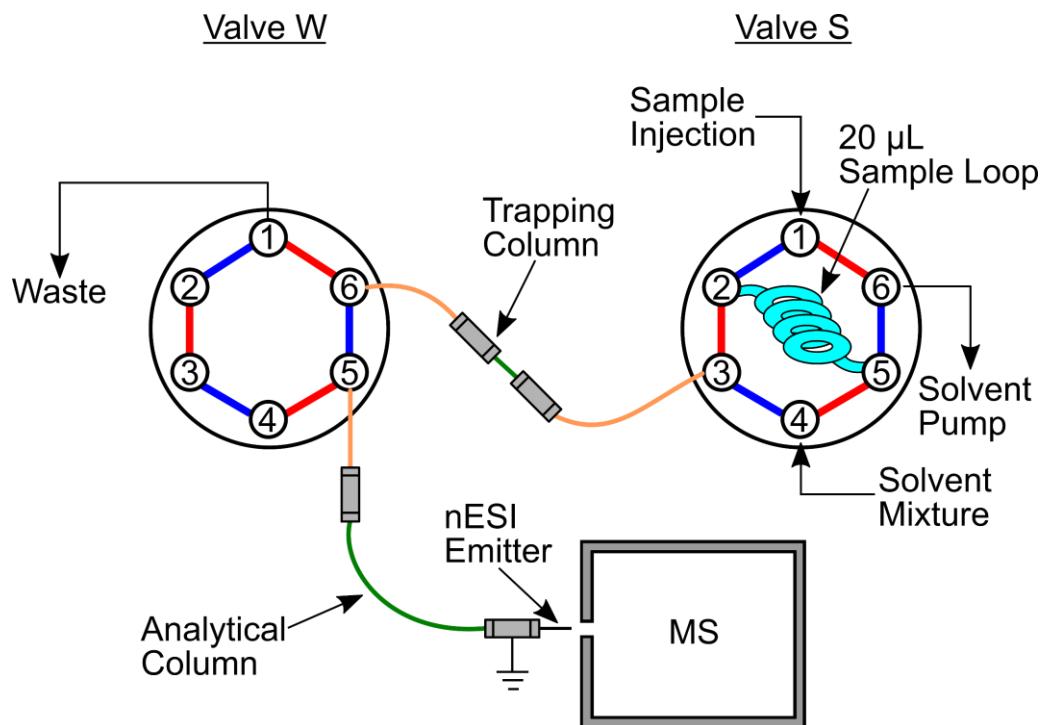 Valve W
Valve S
Sample
Injection
20 µL
Sample Loop
Trapping
Column
Waste
1
2
3
4
5
6
1
2
3
4
5
6
Solvent
Pump
Solvent
Mixture
nESI
Emitter
Analytical
Column
MS